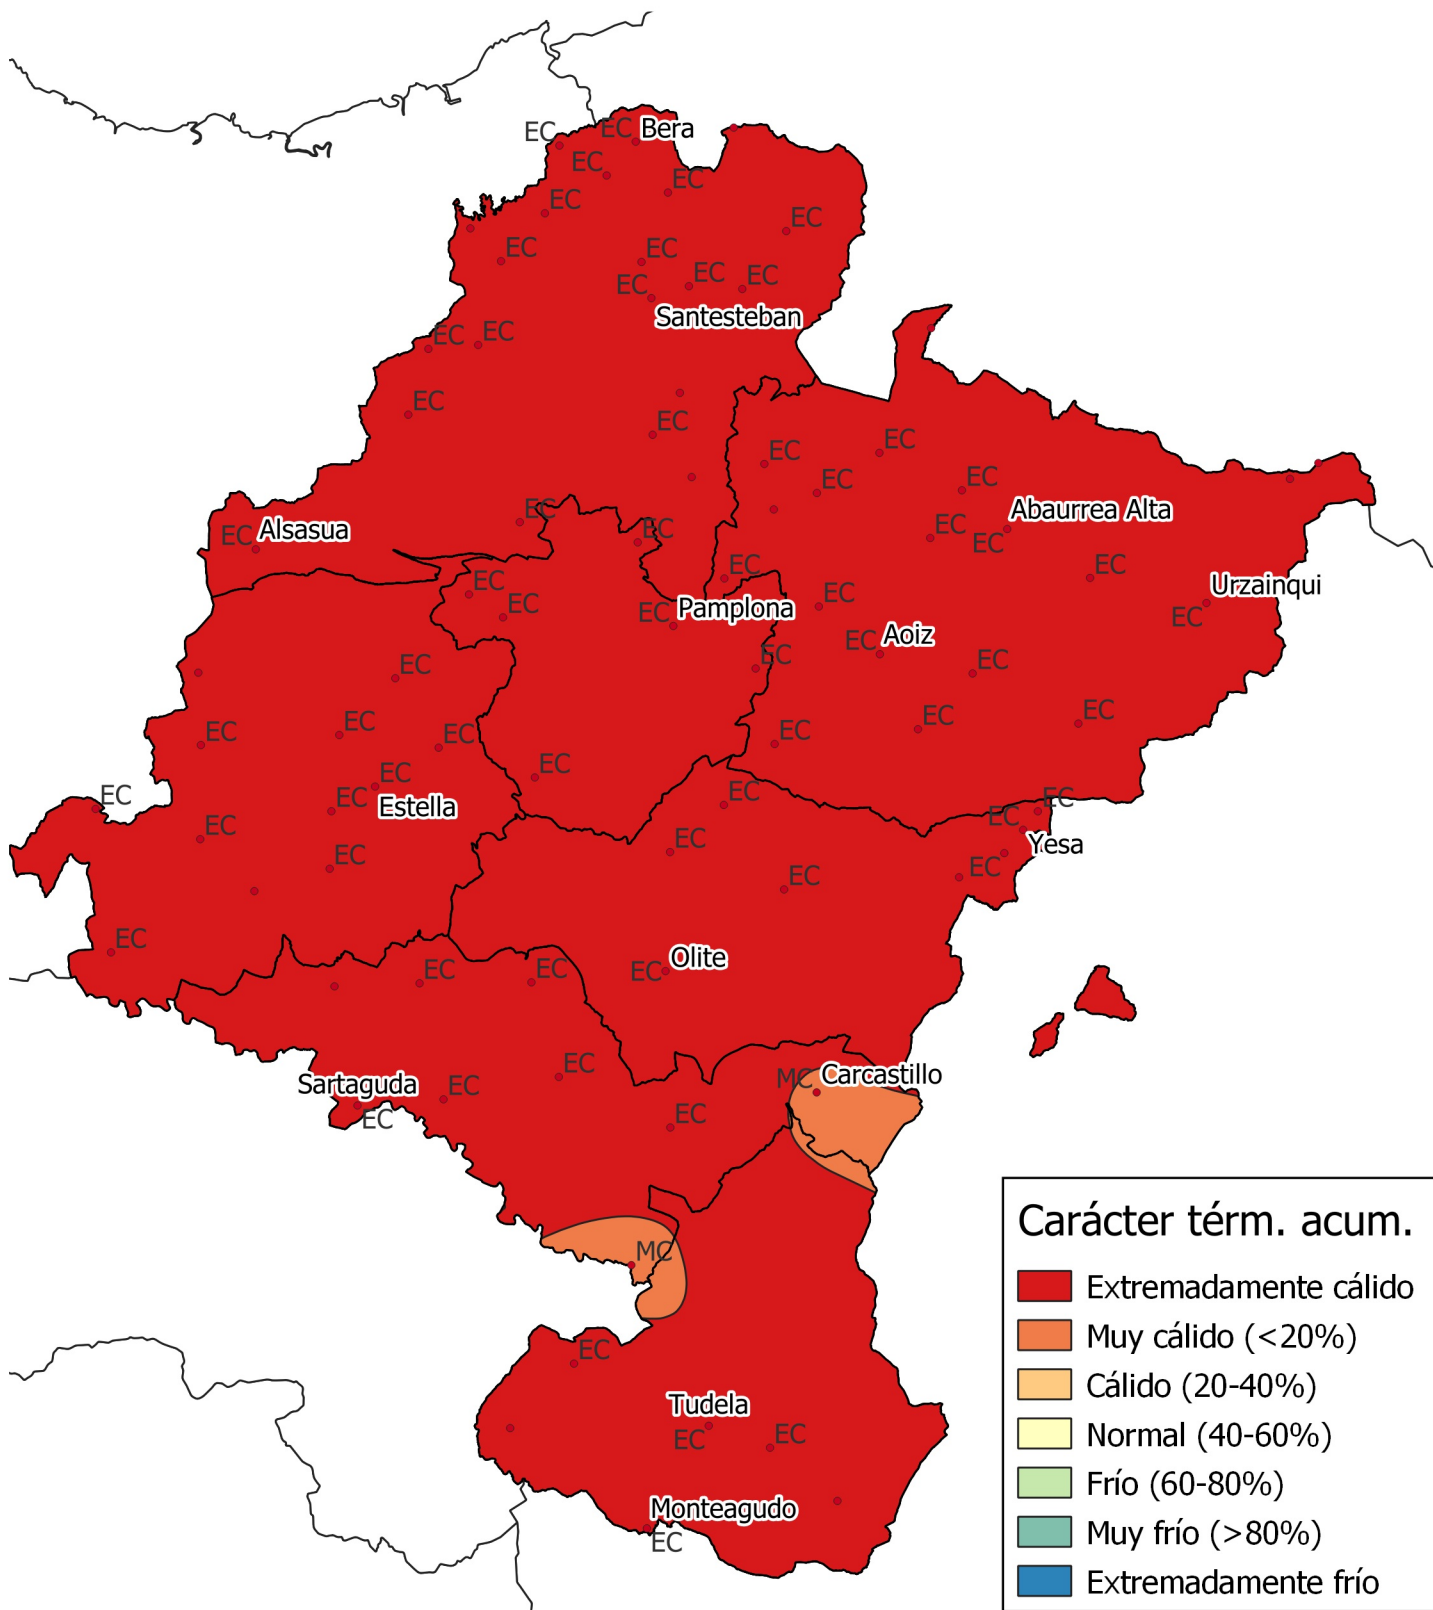 EC
EC Bera
EC
EC
EC
EC
EC
EC
EC
EC
EC
Santesteban
EC
EC
EC
EC
EC
EC
EC
EC
Abaurrea Alta
EC
EC
EC Alsasua
EC
EC
EC
EC
EC
EC
EC
EC Pamplona
Urzainqui
EC
EC Aoiz
EC
EC
EC
EC
EC
EC
EC
EC
EC
EC
EC
EC
EC
EC
Estella
EC
EC
EC
Yesa
EC
EC
EC
EC
EC
EC Olite
EC
EC
EC
MC Carcastillo
Sartaguda
EC
EC
EC
MC
EC
Tudela
EC
EC
Monteagudo
EC
Carácter térm. acum.
Extremadamente cálido
Muy cálido (<20%)
Cálido (20-40%)
Normal (40-60%)
Frío (60-80%)
Muy frío (>80%)
Extremadamente frío